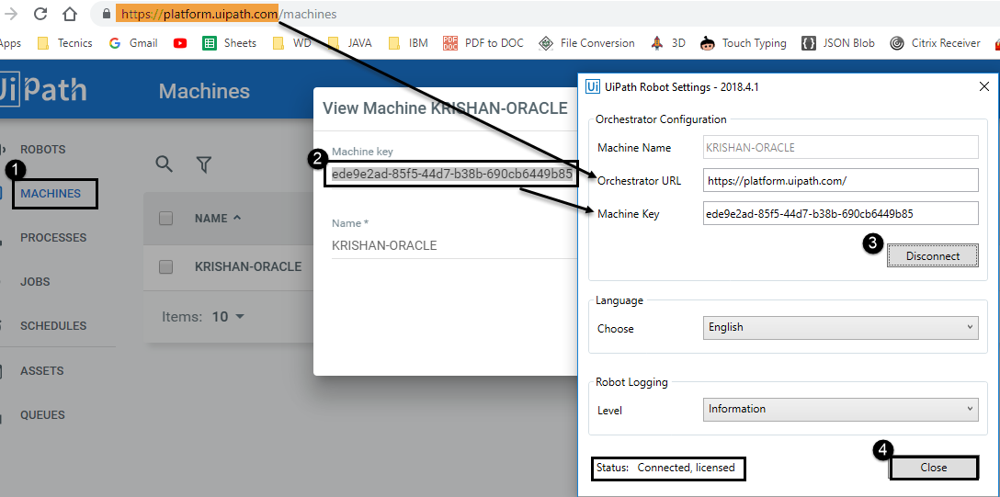 https://platform.uipath.com/machines
Apps Tecnics Gmail Sheets WD JAVA IBM PDF to DOC File Conversion 3D Touch Typing JSON Blob Citrix Receiver
UiPath
Machines
ROBOTS
1
MACHINES
PROCESSES
JOBS
SCHEDULES
ASSETS
QUEUES
NAME
KRISHAN-ORACLE
Items: 10
View Machine KRISHAN-ORACLE
Machine key
2
ede9e2ad-85f5-44d7-b38b-690cb6449b85
Name *
KRISHAN-ORACLE
Ui UiPath Robot Settings - 2018.4.1
Orchestrator Configuration
Machine Name KRISHAN-ORACLE
Orchestrator URL https://platform.uipath.com/
Machine Key ede9e2ad-85f5-44d7-b38b-690cb6449b85
3 Disconnect
Language
Choose English
Robot Logging
Level Information
4
Status: Connected, licensed Close